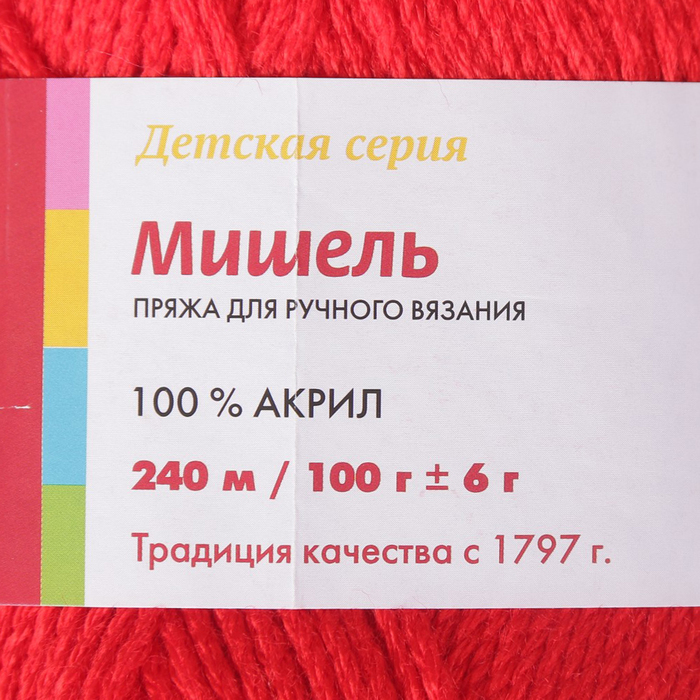 Детская серия
Мишель
ПРЯЖА ДЛЯ РУЧНОГО ВЯЗАНИЯ
100 % АКРИЛ
240 м / 100 г ± 6 г
Традиция качества с 1797 г.